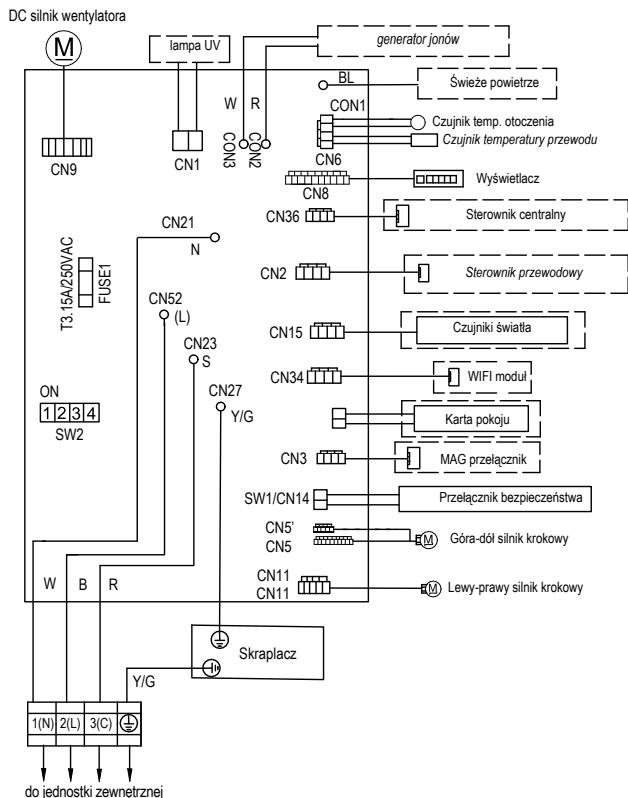 DC silnik wentylatora
M
lampa UV
generator jonów
BL
Świeże powietrze
W R
CON1
CON3
CON2
Czujnik temp. otoczenia
Czujnik temperatury przewodu
CN9
CN1
CN6
CN8
Wyświetlacz
CN36
Sterownik centralny
CN21
N
CN2
Sterownik przewodowy
T3.15A/250VAC
FUSE1
CN52
(L)
CN15
Czujniki światła
CN23
S
CN34
WIFI moduł
CN27
Y/G
ON
1 2 3 4
SW2
Karta pokoju
CN3
MAG przełącznik
SW1/CN14
Przełącznik bezpieczeństwa
CN5'
CN5
M
Góra-dół silnik krokowy
W B R
CN11
CN11
M
Lewy-prawy silnik krokowy
Skraplacz
Y/G
1(N) 2(L) 3(C)
do jednostki zewnętrznej